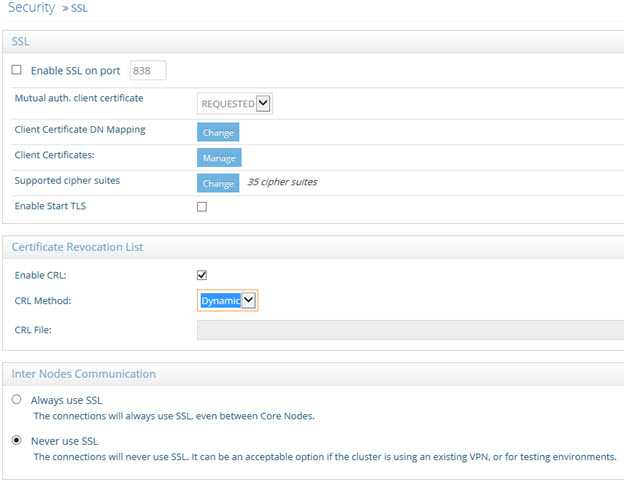 Security » SSL
SSL
Enable SSL on port 838
Mutual auth. client certificate REQUESTED
Client Certificate DN Mapping Change
Client Certificates: Manage
Supported cipher suites Change 35 cipher suites
Enable Start TLS
Certificate Revocation List
Enable CRL:
CRL Method: Dynamic
CRL File:
Inter Nodes Communication
Always use SSL
The connections will always use SSL, even between Core Nodes.
Never use SSL
The connections will never use SSL. It can be an acceptable option if the cluster is using an existing VPN, or for testing environments.